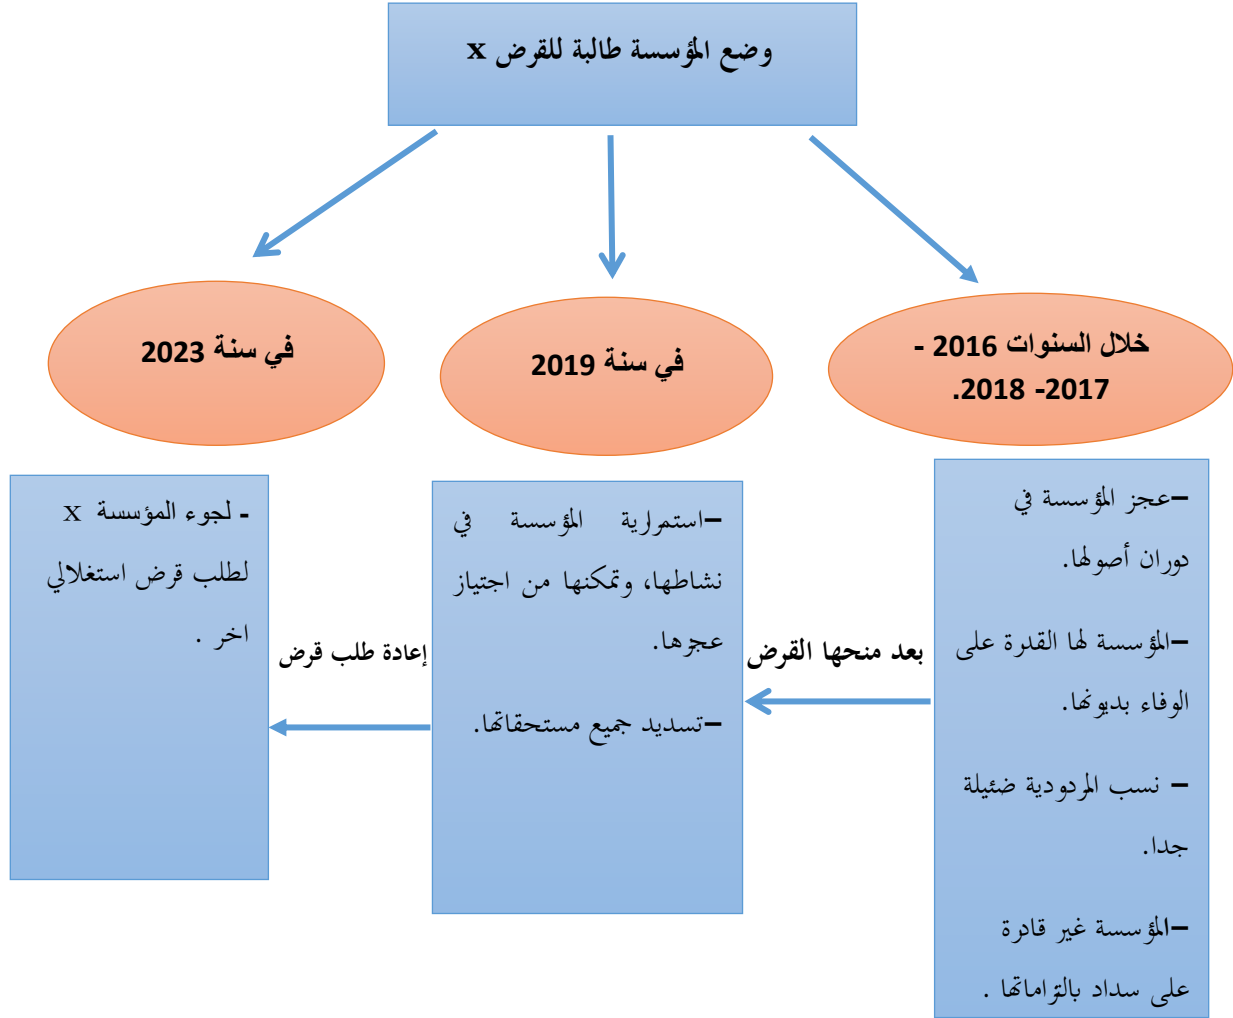 وضع المؤسسة طالبة للقرض x
خلال السنوات 2016 -
2017- 2018.
في سنة 2019
في سنة 2023
–عجز المؤسسة في
دوران أصولها.
–المؤسسة لها القدرة على
الوفاء بديونها.
– نسب المردودية ضئيلة
جدا.
–المؤسسة غير قادرة
على سداد بالتزاماتها .
بعد منحها القرض
–استمرارية المؤسسة في
نشاطها، وتمكنها من اجتياز
عجزها.
–تسديد جميع مستحقاتها.
إعادة طلب قرض
- لجوء المؤسسة x
لطلب قرض استغلالي
اخر .